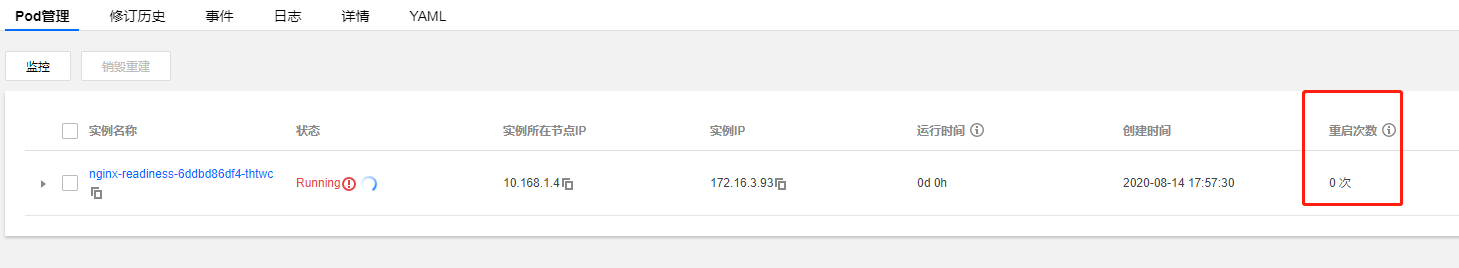 Pod管理 修订历史 事件 日志 详情 YAML
监控 销毁重建
实例名称 状态 实例所在节点IP 实例IP 运行时间 创建时间 重启次数
nginx-readiness-6ddbd86df4-thtwc Running 10.168.1.4 172.16.3.93 0d 0h 2020-08-14 17:57:30 0 次